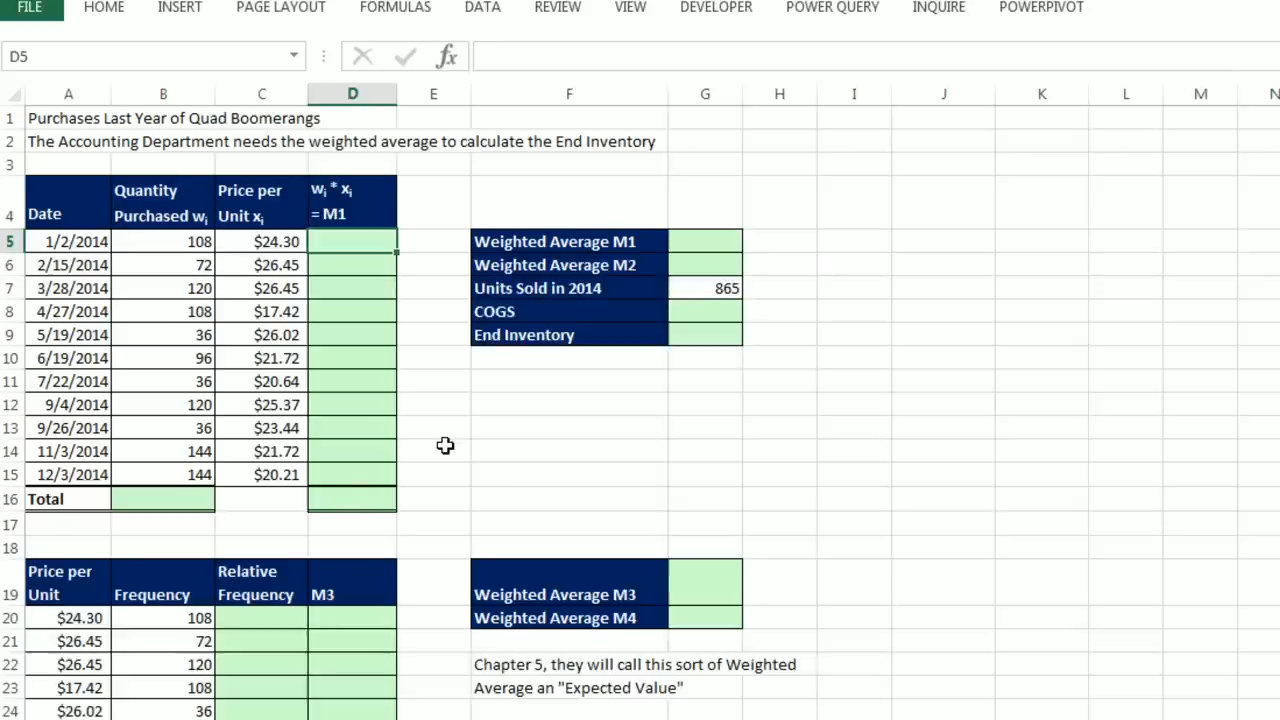 FILE HOME INSERT PAGE LAYOUT FORMULAS DATA REVIEW VIEW DEVELOPER POWER QUERY INQUIRE POWERPIVOT
D5 fx
A B C D E F G H I J K L M N
1 Purchases Last Year of Quad Boomerangs
2 The Accounting Department needs the weighted average to calculate the End Inventory
3
Quantity Price per wi * xi
4 Date Purchased wi Unit xi = M1
5 1/2/2014 108 $24.30 Weighted Average M1
6 2/15/2014 72 $26.45 Weighted Average M2
7 3/28/2014 120 $26.45 Units Sold in 2014 865
8 4/27/2014 108 $17.42 COGS
9 5/19/2014 36 $26.02 End Inventory
10 6/19/2014 96 $21.72
11 7/22/2014 36 $20.64
12 9/4/2014 120 $25.37
13 9/26/2014 36 $23.44
14 11/3/2014 144 $21.72
15 12/3/2014 144 $20.21
16 Total
17
18
Price per Relative
19 Unit Frequency Frequency M3 Weighted Average M3
20 $24.30 108 Weighted Average M4
21 $26.45 72
22 $26.45 120 Chapter 5, they will call this sort of Weighted
23 $17.42 108 Average an "Expected Value"
24 $26.02 36